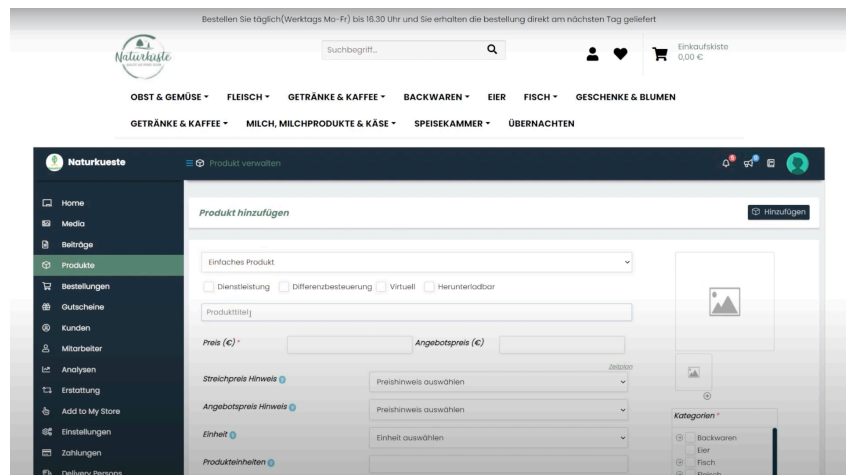 Bestellen Sie täglich(Werktags Mo-Fr) bis 16.30 Uhr und Sie erhalten die bestellung direkt am nächsten Tag geliefert
Naturkiste
Suchbegriff...
Einkaufskiste
0,00 €
OBST & GEMÜSE FLEISCH GETRÄNKE & KAFFEE BACKWAREN EIER FISCH GESCHENKE & BLUMEN
GETRÄNKE & KAFFEE MILCH, MILCHPRODUKTE & KÄSE SPEISEKAMMER ÜBERNACHTEN
Naturkueste
Produkt verwalten
Home
Media
Beiträge
Produkte
Bestellungen
Gutscheine
Kunden
Mitarbeiter
Analysen
Erstattung
Add to My Store
Einstellungen
Zahlungen
Delivery Persons
Produkt hinzufügen
Hinzufügen
Einfaches Produkt
Dienstleistung Differenzbesteuerung Virtuell Herunterladbar
Produkttitel
Preis (€) * Angebotspreis (€)
Zeitplan
Streichpreis Hinweis Preishinweis auswählen
Angebotspreis Hinweis Preishinweis auswählen
Einheit Einheit auswählen
Produkteinheiten
Kategorien *
Backwaren
Eier
Fisch
Fleisch